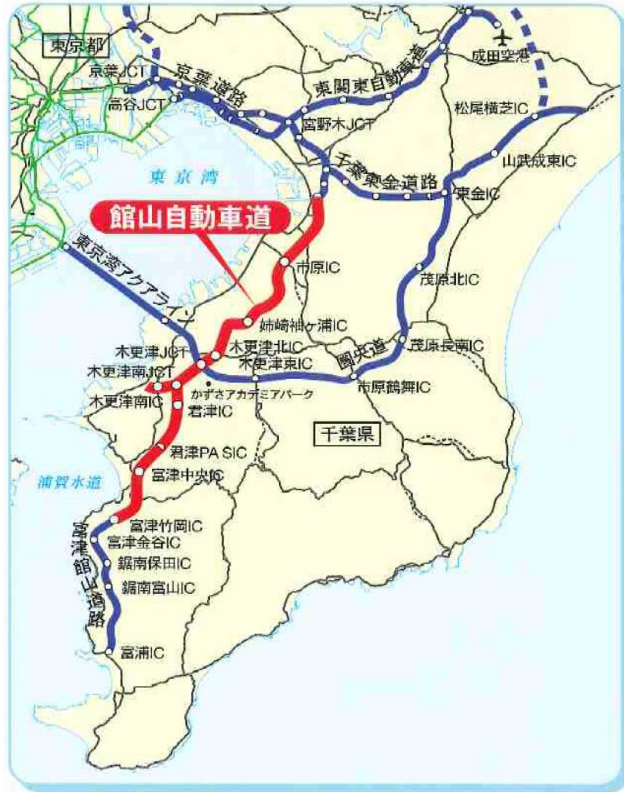 東京都
成田空港
京葉JCT
京葉道路
東関東自動車道
高谷JCT
松尾横芝IC
宮野木JCT
山武成東IC
千葉東金道路
東京湾
東金IC
館山自動車道
東京湾アクアライン
市原IC
茂原北IC
姉崎袖ケ浦IC
木更津JCT
木更津北IC
圏央道
茂原長南IC
木更津南JCT
木更津東IC
木更津南IC
かずさアカデミアパーク
市原鶴舞IC
君津IC
千葉県
君津PA SIC
富津中央IC
浦賀水道
富津竹岡IC
富津館山道路
富津金谷IC
鋸南保田IC
鋸南富山IC
富浦IC